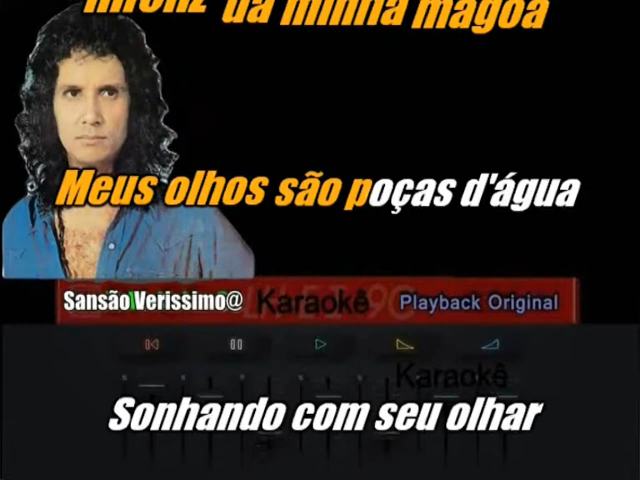 da minha mágoa
Meus olhos são poças d'água
Sansão Verissimo@ Karaokê Playback Original
Karaokê
Sonhando com seu olhar